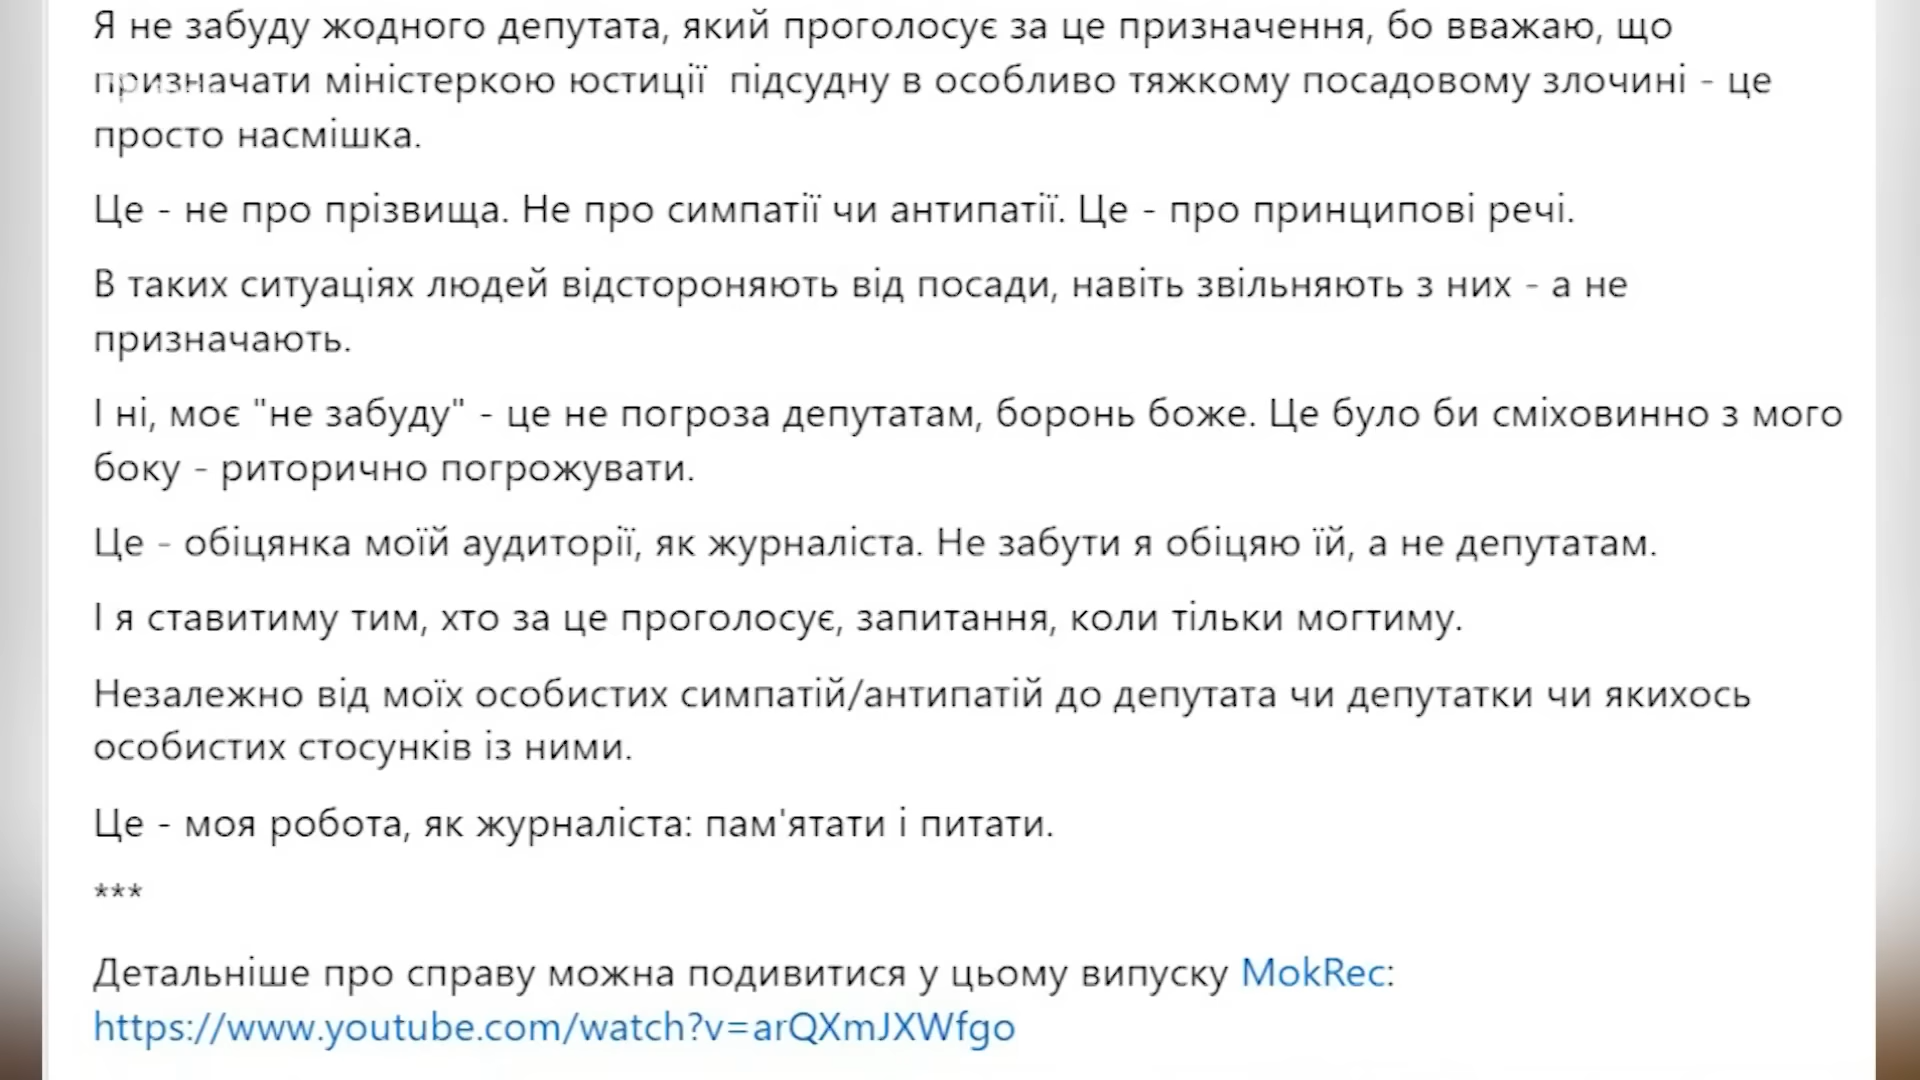 Я не забуду жодного депутата, який проголосує за це призначення, бо вважаю, що
призначати міністеркою юстиції підсудну в особливо тяжкому посадовому злочині - це
просто насмішка.
Це - не про прізвища. Не про симпатії чи антипатії. Це - про принципові речі.
В таких ситуаціях людей відстороняють від посади, навіть звільняють з них - а не
призначають.
І ні, моє "не забуду" - це не погроза депутатам, боронь боже. Це було би сміховинно з мого
боку - риторично погрожувати.
Це - обіцянка моїй аудиторії, як журналіста. Не забути я обіцяю їй, а не депутатам.
І я ставитиму тим, хто за це проголосує, запитання, коли тільки могтиму.
Незалежно від моїх особистих симпатій/антипатій до депутата чи депутатки чи якихось
особистих стосунків із ними.
Це - моя робота, як журналіста: пам'ятати і питати.
***
Детальніше про справу можна подивитися у цьому випуску MokRec:
https://www.youtube.com/watch?v=arQXmJXWfgo